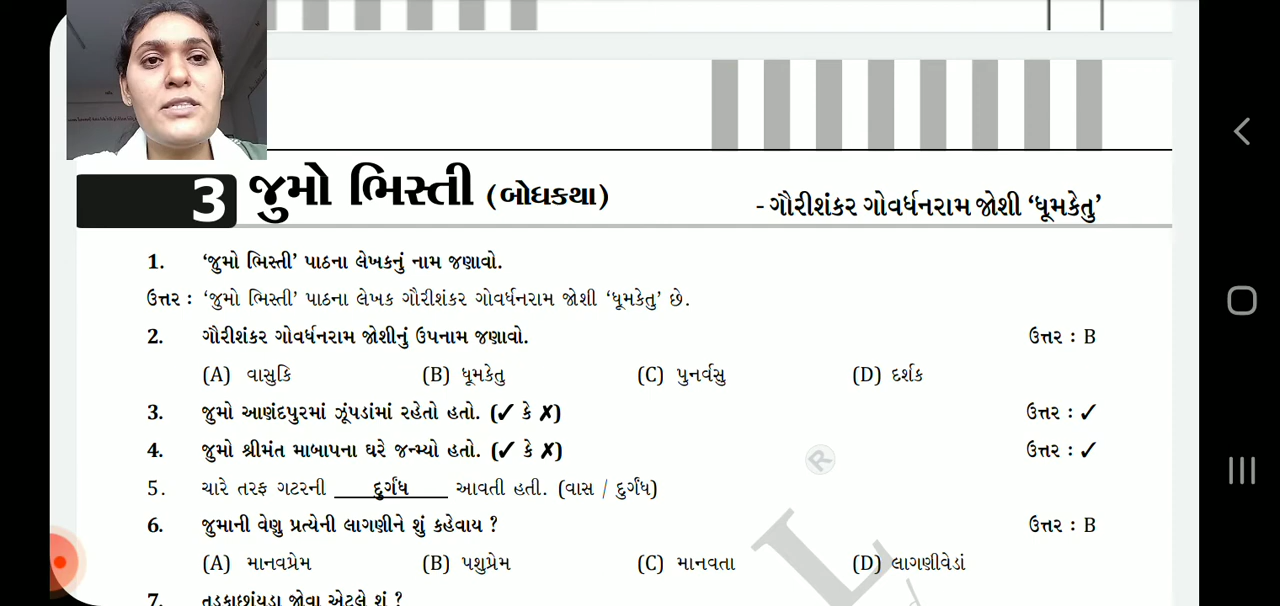 3 જુમો ભિસ્તી (બોધકથા)
- ગૌરીશંકર ગોવર્ધનરામ જોશી ‘ધૂમકેતુ’
1. ‘જુમો ભિસ્તી’ પાઠના લેખકનું નામ જણાવો.
ઉત્તર : ‘જુમો ભિસ્તી’ પાઠના લેખક ગૌરીશંકર ગોવર્ધનરામ જોશી ‘ધૂમકેતુ’ છે.
2. ગૌરીશંકર ગોવર્ધનરામ જોશીનું ઉપનામ જણાવો. ઉત્તર : B
(A) વાસુકિ (B) ધૂમકેતુ (C) પુનર્વસુ (D) દર્શક
3. જુમો આણંદપુરમાં ઝૂંપડાંમાં રહેતો હતો. (✓ કે ✗) ઉત્તર : ✓
4. જુમો શ્રીમંત માબાપના ઘરે જન્મ્યો હતો. (✓ કે ✗) ઉત્તર : ✓
5. ચારે તરફ ગટરની દુર્ગંધ આવતી હતી. (વાસ / દુર્ગંધ)
6. જુમાની વેણુ પ્રત્યેની લાગણીને શું કહેવાય ? ઉત્તર : B
(A) માનવપ્રેમ (B) પશુપ્રેમ (C) માનવતા (D) લાગણીવેડાં
7. જોવા એટલે શું ?